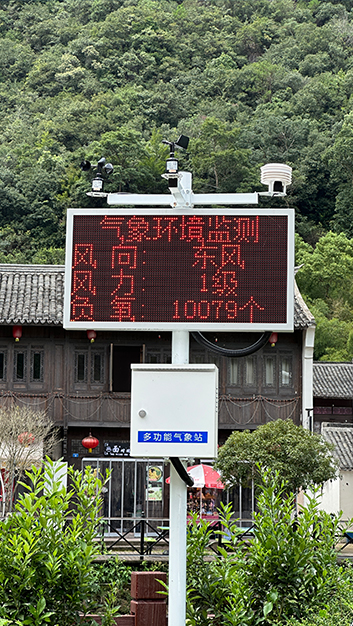 气象环境监测
风向： 东风
风力： 1级
负氧： 10079个
多功能气象站